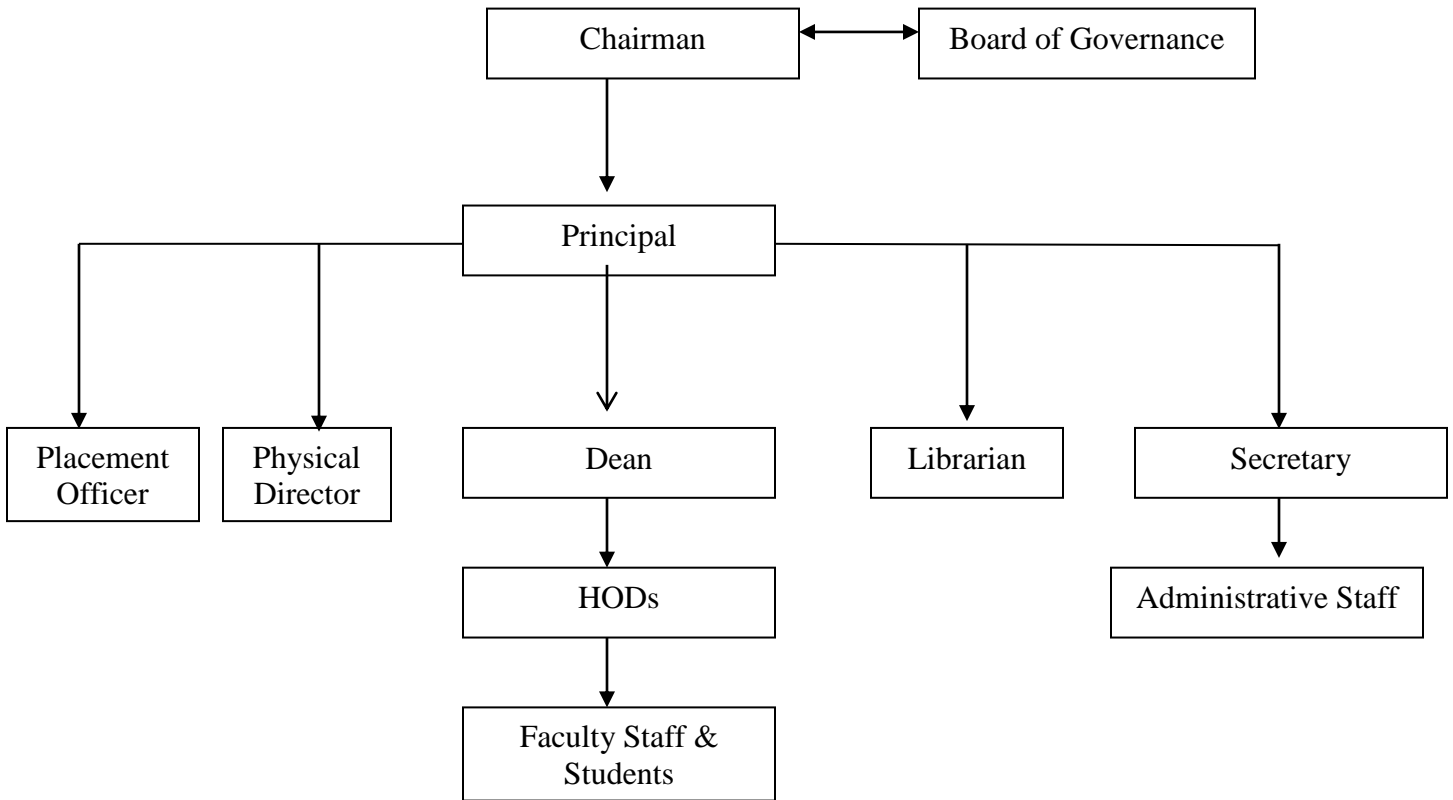 Chairman
Board of Governance
Principal
Placement
Officer
Physical
Director
Dean
Librarian
Secretary
HODs
Administrative Staff
Faculty Staff &
Students